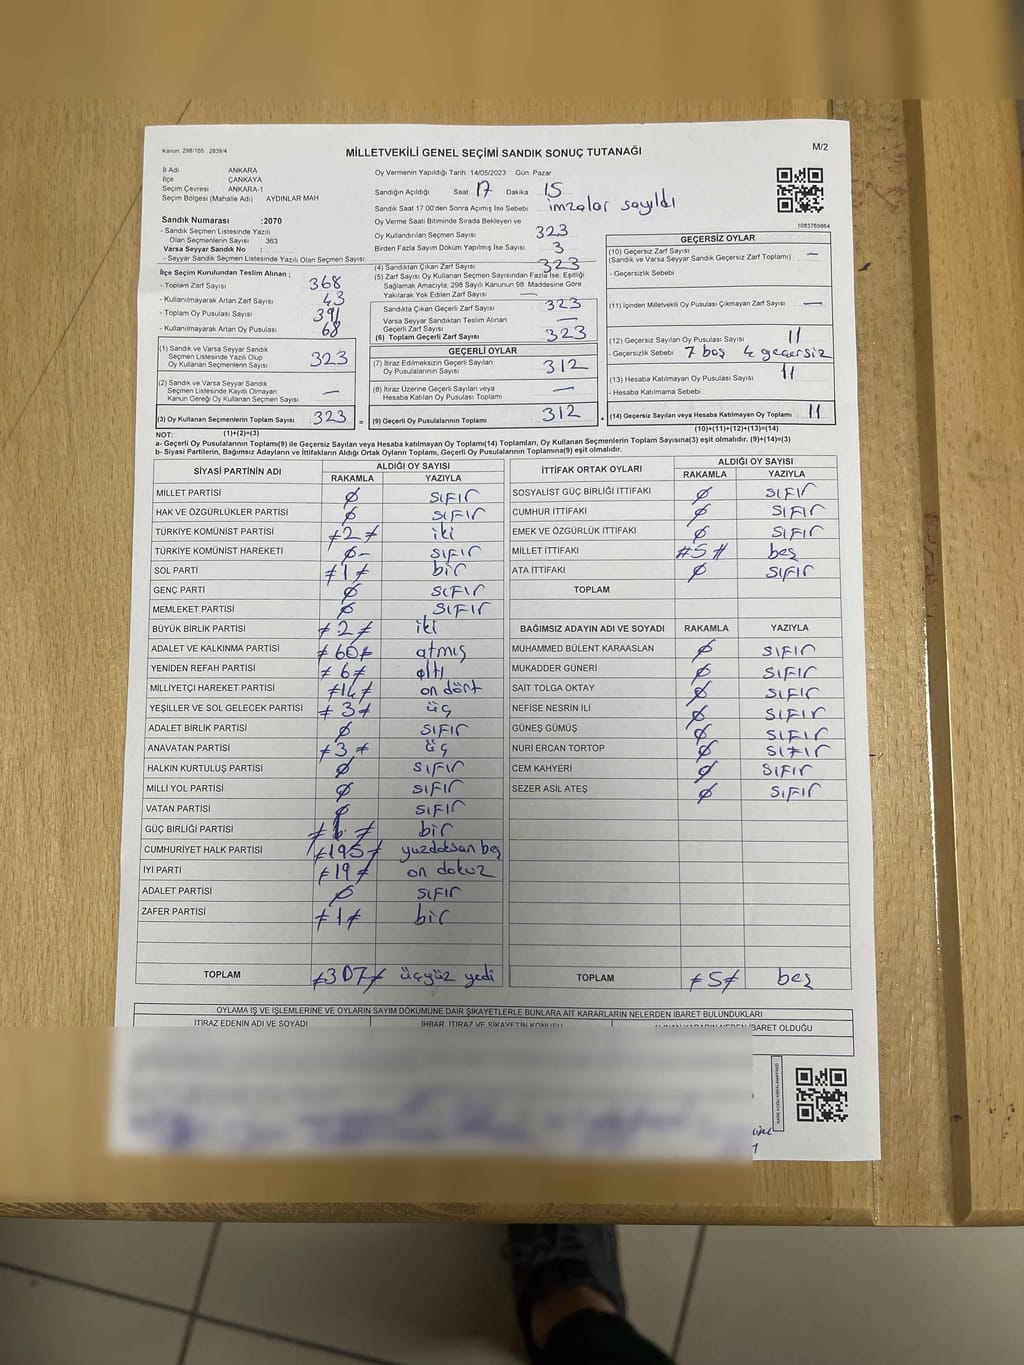 Kanun: 298/105 , 2839/4
MİLLETVEKİLİ GENEL SEÇİMİ SANDIK SONUÇ TUTANAĞI
M/2
İl Adı ANKARA
İlçe ÇANKAYA
Seçim Çevresi ANKARA-1
Seçim Bölgesi (Mahalle Adı) AYDINLAR MAH
Sandık Numarası :2070
- Sandık Seçmen Listesinde Yazılı
Olan Seçmenlerin Sayısı : 363
Varsa Seyyar Sandık No :
- Seyyar Sandık Seçmen Listesinde Yazılı Olan Seçmen Sayısı
Oy Vermenin Yapıldığı Tarih :14/05/2023 Gün Pazar
Sandığın Açıldığı Saat 17 Dakika 15
Sandık Saat 17:00'den Sonra Açılmış İse Sebebi imzalar sayıldı
Oy Verme Saati Bitiminde Sırada Bekleyen ve
Oy Kullandırılan Seçmen Sayısı 323
Birden Fazla Sayım Döküm Yapılmış İse Sayısı 3
1083769864
İlçe Seçim Kurulundan Teslim Alınan ;
- Toplam Zarf Sayısı 368
- Kullanılmayarak Artan Zarf Sayısı 43
- Toplam Oy Pusulası Sayısı 391
- Kullanılmayarak Artan Oy Pusulası 68
(1) Sandık ve Varsa Seyyar Sandık
Seçmen Listesinde Yazılı Olup
Oy Kullanan Seçmenlerin Sayısı 323
(2) Sandık ve Varsa Seyyar Sandık
Seçmen Listesinde Kayıtlı Olmayan
Kanun Gereği Oy Kullanan Seçmen Sayısı —
(3) Oy Kullanan Seçmenlerin Toplam Sayısı 323
(1)+(2)=(3)
(4) Sandıktan Çıkan Zarf Sayısı 323
(5) Zarf Sayısı Oy Kullanan Seçmen Sayısından Fazla İse, Eşitliği
Sağlamak Amacıyla, 298 Sayılı Kanunun 98. Maddesine Göre
Yakılarak Yok Edilen Zarf Sayısı —
Sandıkta Çıkan Geçerli Zarf Sayısı 323
Varsa Seyyar Sandıktan Teslim Alınan
Geçerli Zarf Sayısı —
(6) Toplam Geçerli Zarf Sayısı 323
GEÇERLİ OYLAR
(7) İtiraz Edilmeksizin Geçerli Sayılan
Oy Pusulalarının Sayısı 312
(8) İtiraz Üzerine Geçerli Sayılan veya
Hesaba Katılan Oy Pusulası Toplamı —
= (9) Geçerli Oy Pusulalarının Toplamı 312 +
GEÇERSİZ OYLAR
(10) Geçersiz Zarf Sayısı
(Sandık ve Varsa Seyyar Sandık Geçersiz Zarf Toplamı) —
- Geçersizlik Sebebi :
(11) İçinden Milletvekili Oy Pusulası Çıkmayan Zarf Sayısı —
(12) Geçersiz Sayılan Oy Pusulası Sayısı 11
- Geçersizlik Sebebi 7 boş 4 geçersiz
(13) Hesaba Katılmayan Oy Pusulası Sayısı 11
- Hesaba Katılmama Sebebi :
(14) Geçersiz Sayılan veya Hesaba Katılmayan Oy Toplamı 11
(10)+(11)+(12)+(13)=(14)
NOT:
a- Geçerli Oy Pusulalarının Toplamı(9) ile Geçersiz Sayılan veya Hesaba katılmayan Oy Toplamı(14) Toplamları, Oy Kullanan Seçmenlerin Toplam Sayısına(3) eşit olmalıdır. (9)+(14)=(3)
b- Siyasi Partilerin, Bağımsız Adayların ve İttifakların Aldığı Ortak Oyların Toplamı, Geçerli Oy Pusulalarının Toplamına(9) eşit olmalıdır.
SİYASİ PARTİNİN ADI ALDIĞI OY SAYISI
RAKAMLA YAZIYLA
MİLLET PARTİSİ Ø SIFIR
HAK VE ÖZGÜRLÜKLER PARTİSİ Ø SIFIR
TÜRKİYE KOMÜNİST PARTİSİ ≠2≠ iki
TÜRKİYE KOMÜNİST HAREKETİ Ø- SIFIR
SOL PARTİ ≠1≠ bir
GENÇ PARTİ Ø SIFIR
MEMLEKET PARTİSİ Ø SIFIR
BÜYÜK BİRLİK PARTİSİ ≠2≠ iki
ADALET VE KALKINMA PARTİSİ ≠60≠ atmış
YENİDEN REFAH PARTİSİ ≠6≠ altı
MİLLİYETÇİ HAREKET PARTİSİ ≠14≠ on dört
YEŞİLLER VE SOL GELECEK PARTİSİ ≠3≠ üç
ADALET BİRLİK PARTİSİ Ø SIFIR
ANAVATAN PARTİSİ ≠3≠ üç
HALKIN KURTULUŞ PARTİSİ Ø SIFIR
MİLLİ YOL PARTİSİ Ø SIFIR
VATAN PARTİSİ Ø SIFIR
GÜÇ BİRLİĞİ PARTİSİ ≠1≠ bir
CUMHURİYET HALK PARTİSİ ≠195≠ yüzdoksan beş
İYİ PARTİ ≠19≠ on dokuz
ADALET PARTİSİ Ø SIFIR
ZAFER PARTİSİ ≠1≠ bir
TOPLAM ≠307≠ üçyüz yedi
İTTİFAK ORTAK OYLARI ALDIĞI OY SAYISI
RAKAMLA YAZIYLA
SOSYALİST GÜÇ BİRLİĞİ İTTİFAKI Ø SIFIR
CUMHUR İTTİFAKI Ø SIFIR
EMEK VE ÖZGÜRLÜK İTTİFAKI Ø SIFIR
MİLLET İTTİFAKI #5# beş
ATA İTTİFAKI Ø SIFIR
TOPLAM
BAĞIMSIZ ADAYIN ADI VE SOYADI RAKAMLA YAZIYLA
MUHAMMED BÜLENT KARAASLAN Ø SIFIR
MUKADDER GÜNERİ Ø SIFIR
SAİT TOLGA OKTAY Ø SIFIR
NEFİSE NESRİN İLİ Ø SIFIR
GÜNEŞ GÜMÜŞ Ø SIFIR
NURİ ERCAN TORTOP Ø SIFIR
CEM KAHYERİ Ø SIFIR
SEZER ASİL ATEŞ Ø SIFIR
TOPLAM ≠5≠ beş
OYLAMA İŞ VE İŞLEMLERİNE VE OYLARIN SAYIM DÖKÜMÜNE DAİR ŞİKAYETLERLE BUNLARA AİT KARARLARIN NELERDEN İBARET BULUNDUKLARI
İTİRAZ EDENİN ADI VE SOYADI İHBAR, İTİRAZ VE ŞİKAYETİN KONUSU ALINAN KARARIN NEDEN İBARET OLDUĞU